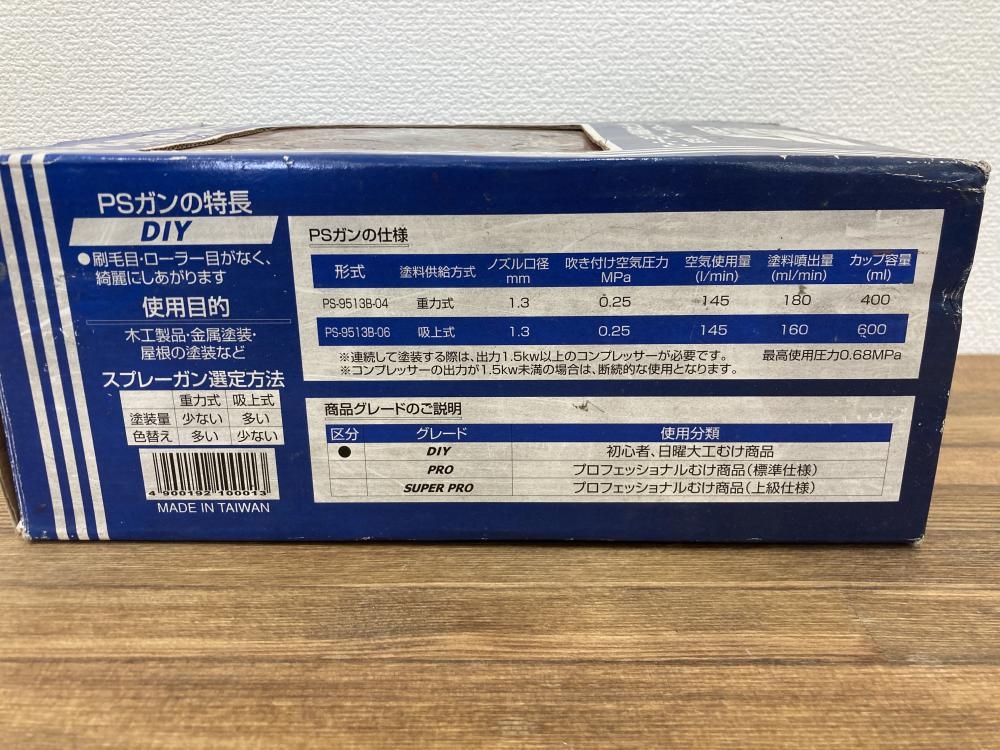 PSガンの特長
DIY
●刷毛目・ローラー目がなく、
綺麗にしあがります
使用目的
木工製品・金属塗装・
屋根の塗装など
スプレーガン選定方法
重力式 吸上式
塗装量 少ない 多い
色替え 多い 少ない
4 900192 100013
MADE IN TAIWAN
PSガンの仕様
形式 塗料供給方式 ノズル口径 mm 吹き付け空気圧力 MPa 空気使用量 (l/min) 塗料噴出量 (ml/min) カップ容量 (ml)
PS-9513B-04 重力式 1.3 0.25 145 180 400
PS-9513B-06 吸上式 1.3 0.25 145 160 600
※連続して塗装する際は、出力1.5kw以上のコンプレッサーが必要です。 最高使用圧力0.68MPa
※コンプレッサーの出力が1.5kw未満の場合は、断続的な使用となります。
商品グレードのご説明
区分 グレード 使用分類
● DIY 初心者、日曜大工むけ商品
PRO プロフェッショナルむけ商品(標準仕様)
SUPER PRO プロフェッショナルむけ商品(上級仕様)